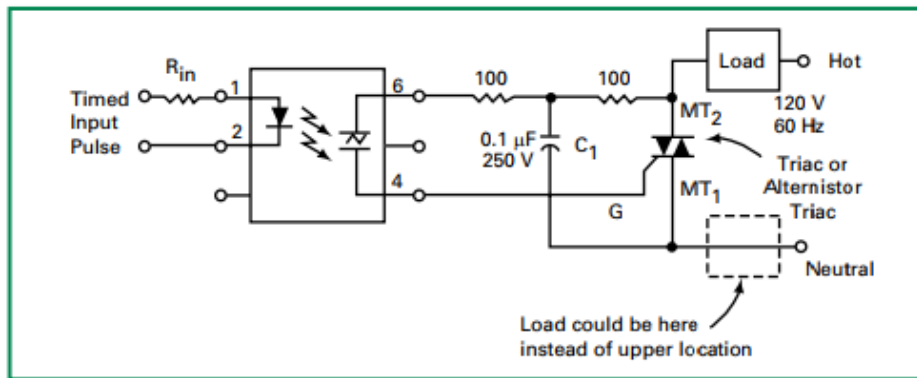 Timed
Input
Pulse
Rin
1
2
6
4
100
100
0.1 μF
250 V
C1
G
MT2
MT1
Load
Hot
120 V
60 Hz
Triac or
Alternistor
Triac
Neutral
Load could be here
instead of upper location